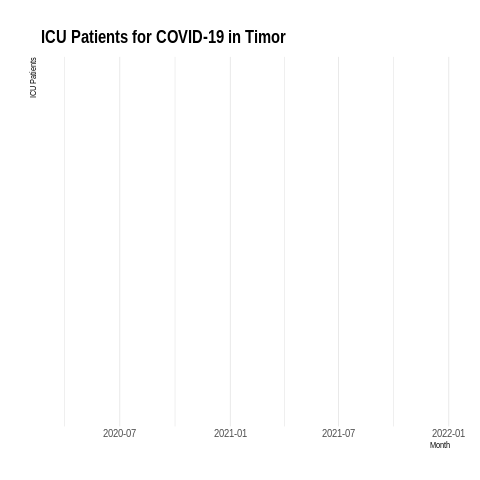 ICU Patients for COVID-19 in Timor
ICU Patients
2020-07
2021-01
2021-07
2022-01
Month